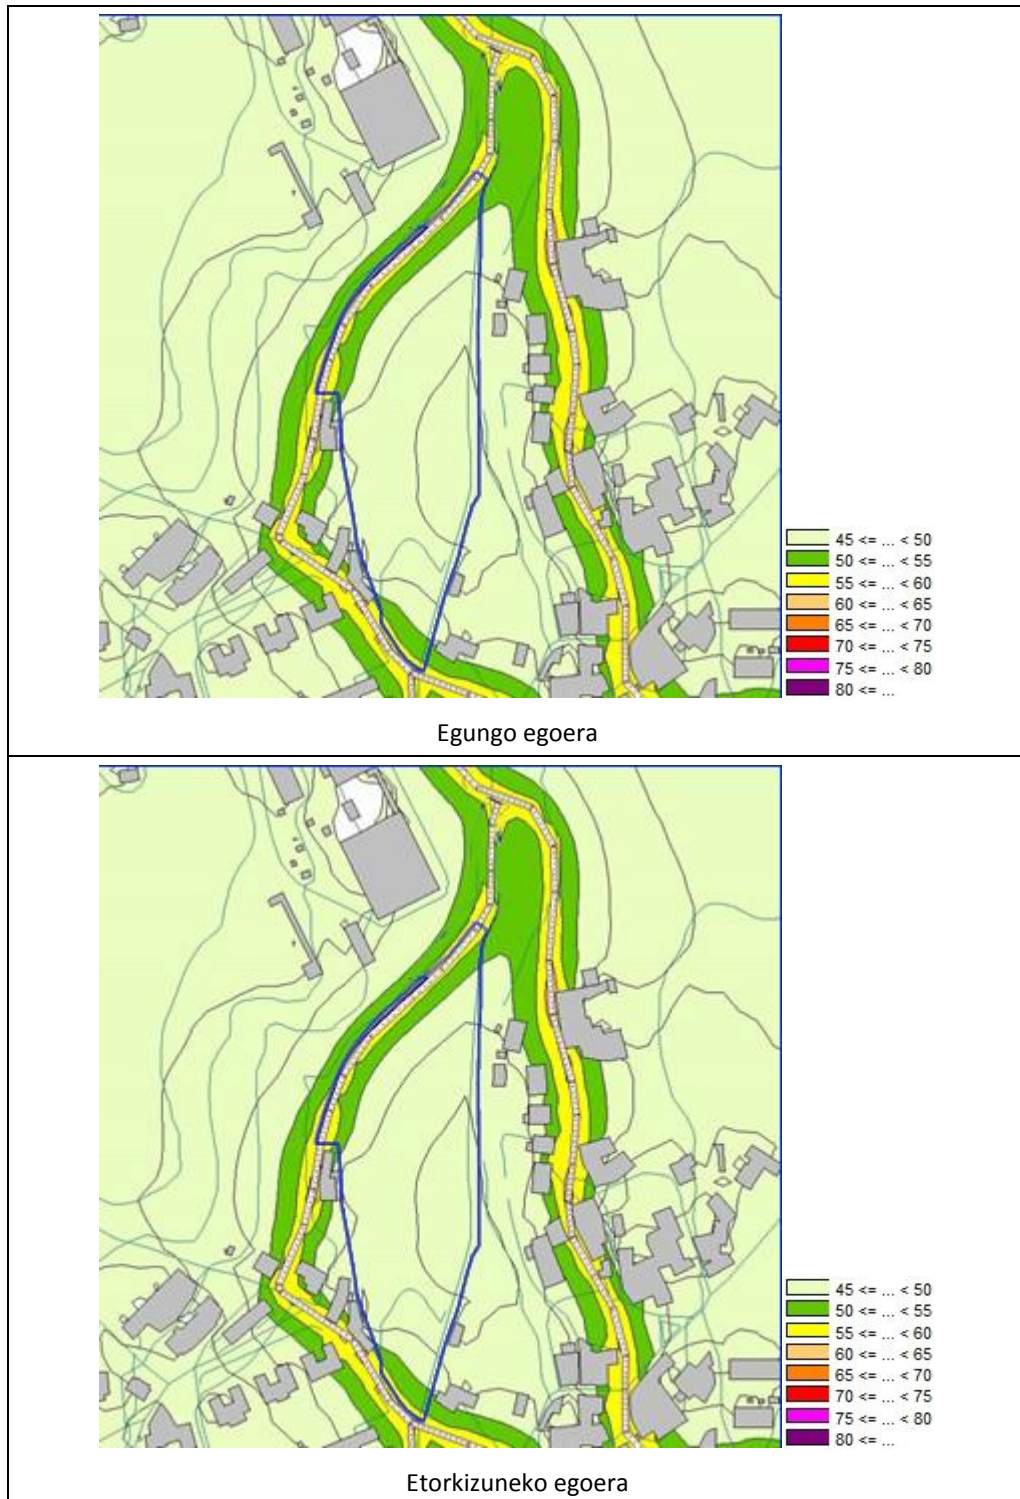 45 <= ... < 50
50 <= ... < 55
55 <= ... < 60
60 <= ... < 65
65 <= ... < 70
70 <= ... < 75
75 <= ... < 80
80 <= ...
Egungo egoera
45 <= ... < 50
50 <= ... < 55
55 <= ... < 60
60 <= ... < 65
65 <= ... < 70
70 <= ... < 75
75 <= ... < 80
80 <= ...
Etorkizuneko egoera